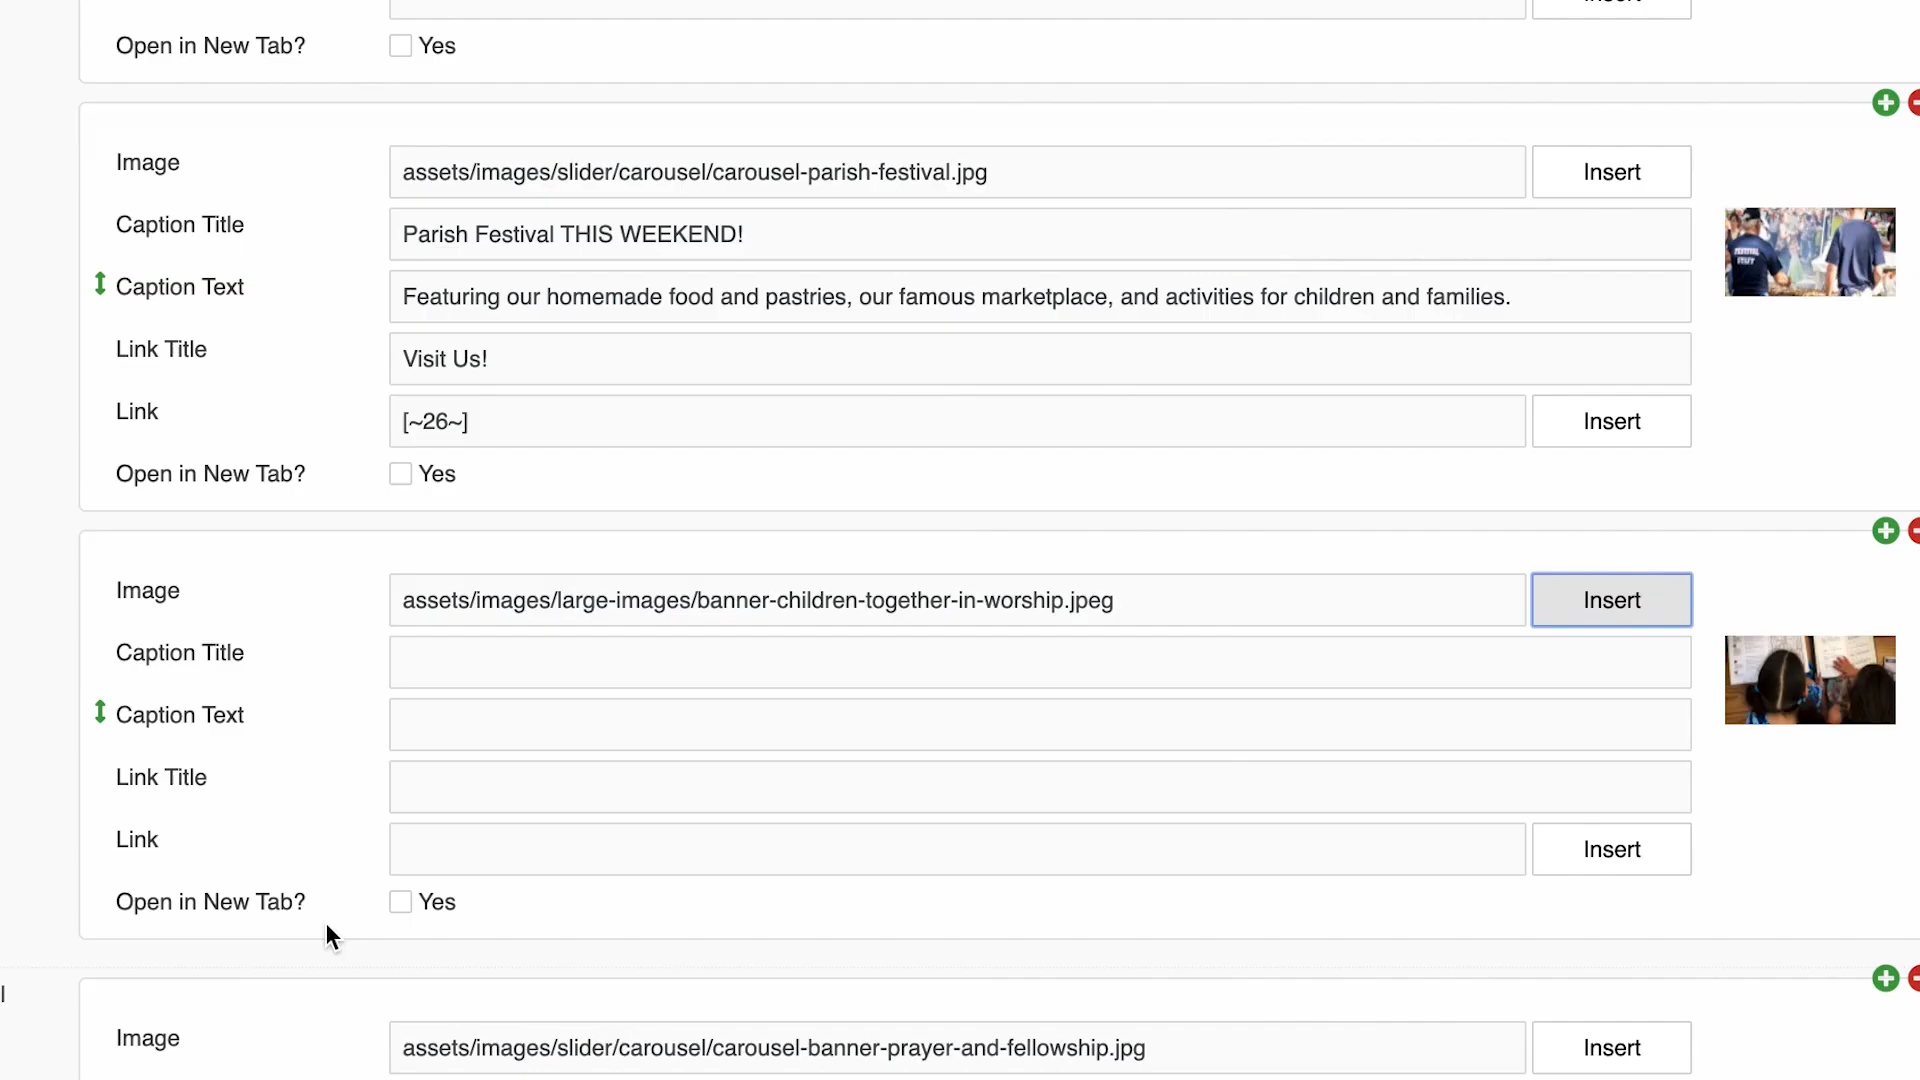 Open in New Tab? Yes
Image assets/images/slider/carousel/carousel-parish-festival.jpg Insert
Caption Title Parish Festival THIS WEEKEND!
Caption Text Featuring our homemade food and pastries, our famous marketplace, and activities for children and families.
Link Title Visit Us!
Link [~26~] Insert
Open in New Tab? Yes
Image assets/images/large-images/banner-children-together-in-worship.jpeg Insert
Caption Title
Caption Text
Link Title
Link Insert
Open in New Tab? Yes
Image assets/images/slider/carousel/carousel-banner-prayer-and-fellowship.jpg Insert